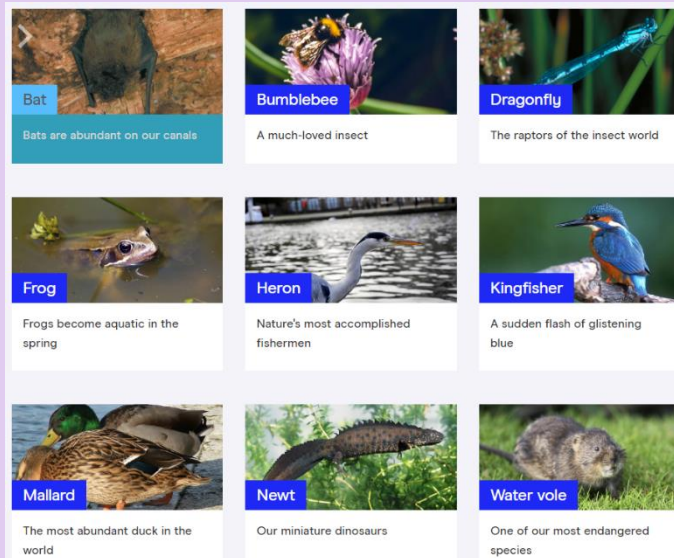 Bat
Bats are abundant on our canals
Bumblebee
A much-loved insect
Dragonfly
The raptors of the insect world
Frog
Frogs become aquatic in the
spring
Heron
Nature's most accomplished
fishermen
Kingfisher
A sudden flash of glistening
blue
Mallard
The most abundant duck in the
world
Newt
Our miniature dinosaurs
Water vole
One of our most endangered
species